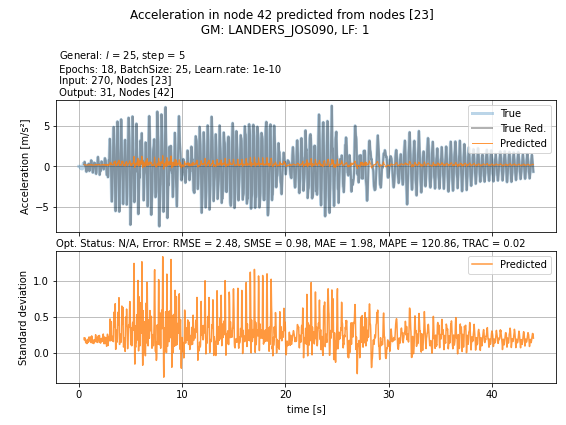 Acceleration in node 42 predicted from nodes [23]
GM: LANDERS_JOS090, LF: 1
General: l = 25, step = 5
Epochs: 18, BatchSize: 25, Learn.rate: 1e-10
Input: 270, Nodes [23]
Output: 31, Nodes [42]
True
True Red.
Predicted
Acceleration [m/s²]
5
0
−5
Opt. Status: N/A, Error: RMSE = 2.48, SMSE = 0.98, MAE = 1.98, MAPE = 120.86, TRAC = 0.02
Predicted
Standard deviation
1.0
0.5
0.0
0 10 20 30 40
time [s]